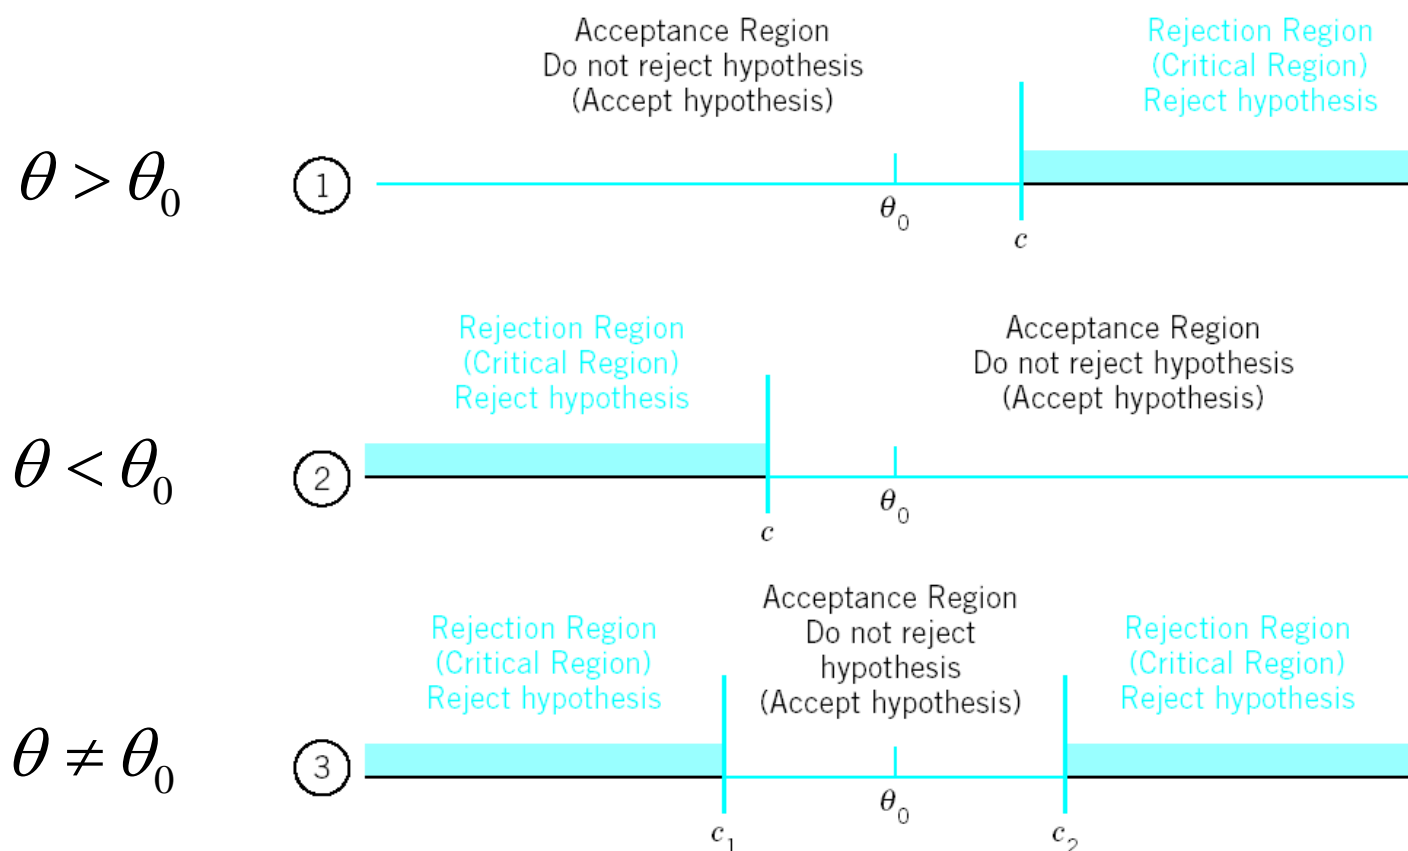 Acceptance Region
Do not reject hypothesis
(Accept hypothesis)
Rejection Region
(Critical Region)
Reject hypothesis
θ > θ₀
1
θ₀
c
Rejection Region
(Critical Region)
Reject hypothesis
Acceptance Region
Do not reject hypothesis
(Accept hypothesis)
θ < θ₀
2
c
θ₀
Rejection Region
(Critical Region)
Reject hypothesis
Acceptance Region
Do not reject
hypothesis
(Accept hypothesis)
Rejection Region
(Critical Region)
Reject hypothesis
θ ≠ θ₀
3
c₁
θ₀
c₂